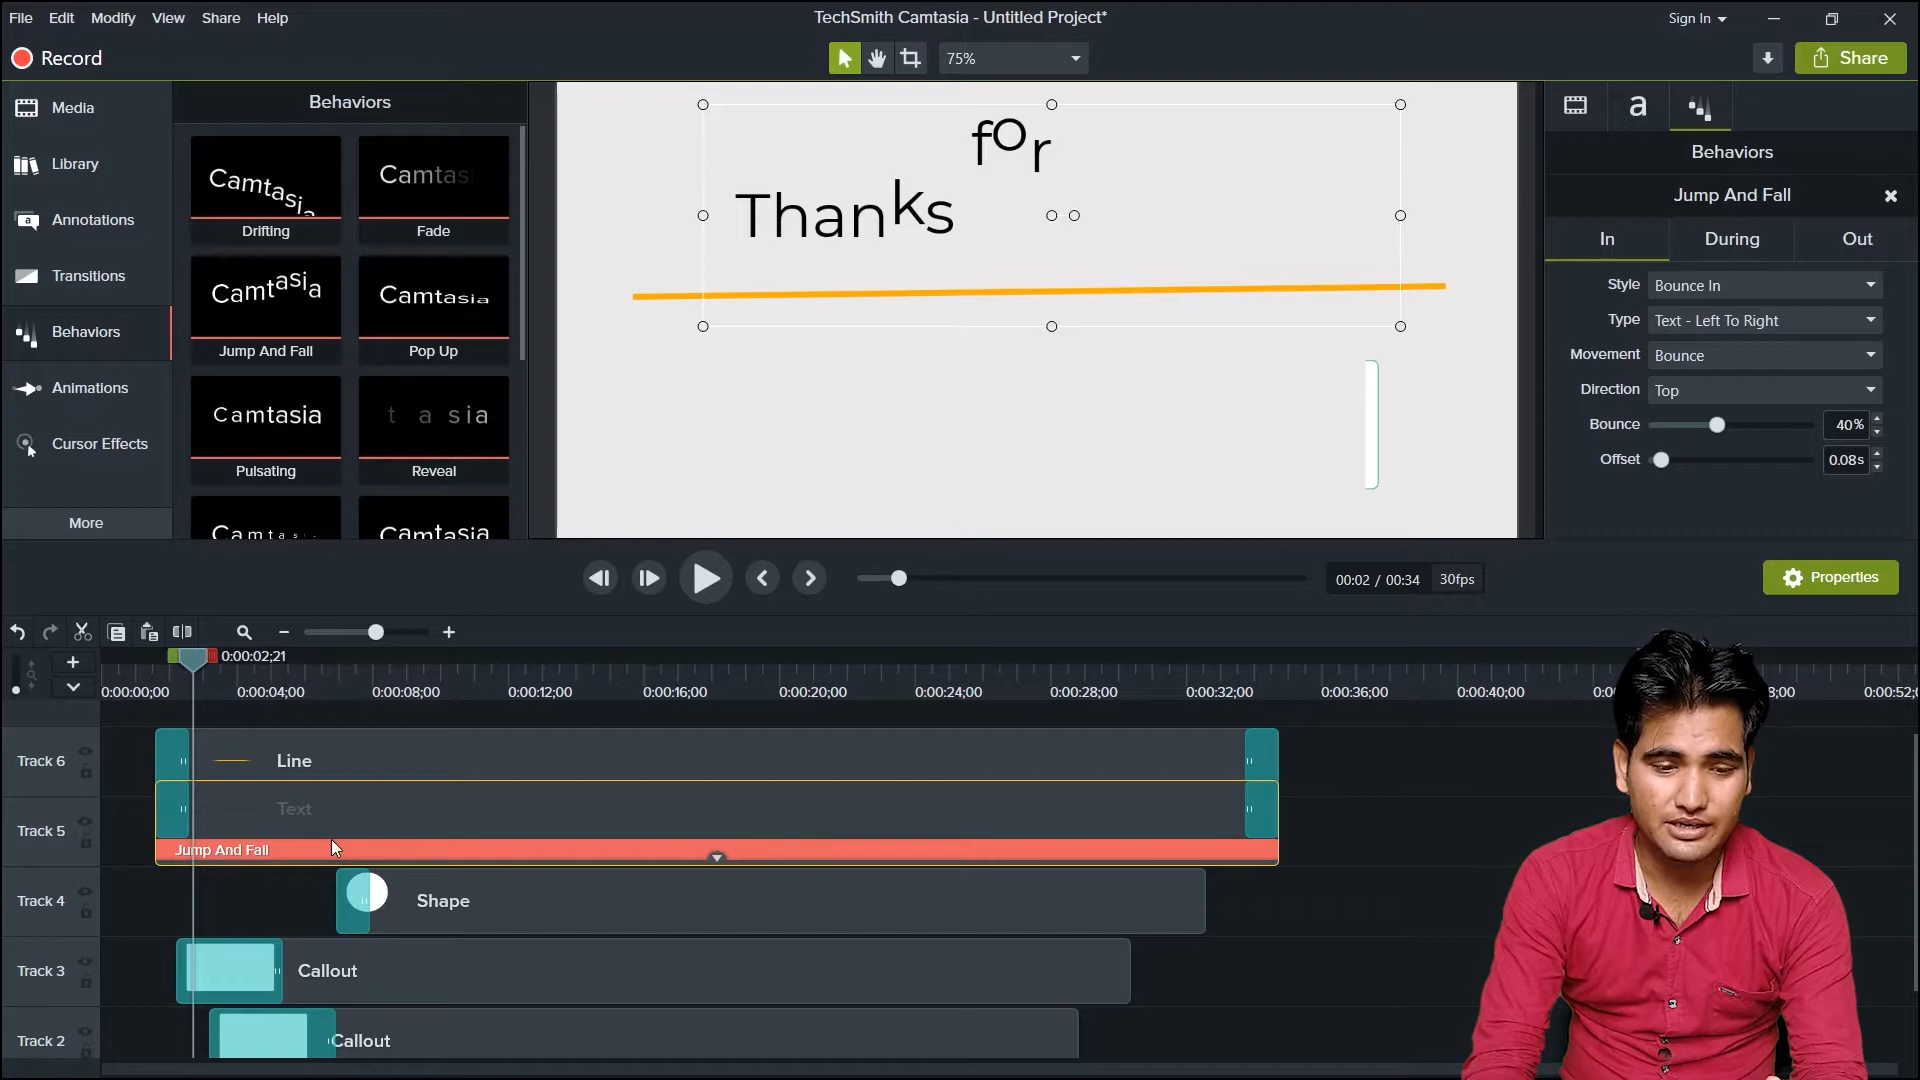 File Edit Modify View Share Help
TechSmith Camtasia - Untitled Project*
Sign In
Record
75%
Share
Media
Library
Annotations
Transitions
Behaviors
Animations
Cursor Effects
More
Behaviors
Camtasia
Drifting
Camtas
Fade
Camtasia
Jump And Fall
Camtasia
Pop Up
Camtasia
Pulsating
t a sia
Reveal
Camtas
Camtasia
for
Thanks
a
Behaviors
Jump And Fall
In During Out
Style Bounce In
Type Text - Left To Right
Movement Bounce
Direction Top
Bounce 40%
Offset 0.08s
00:02 / 00:34 30fps
Properties
0:00:02;21
0:00:00;00 0:00:04;00 0:00:08;00 0:00:12;00 0:00:16;00 0:00:20;00 0:00:24;00 0:00:28;00 0:00:32;00 0:00:36;00 0:00:40;00 0:00:52;
Track 6 Line
Track 5 Text
Jump And Fall
Track 4 Shape
Track 3 Callout
Track 2 Callout